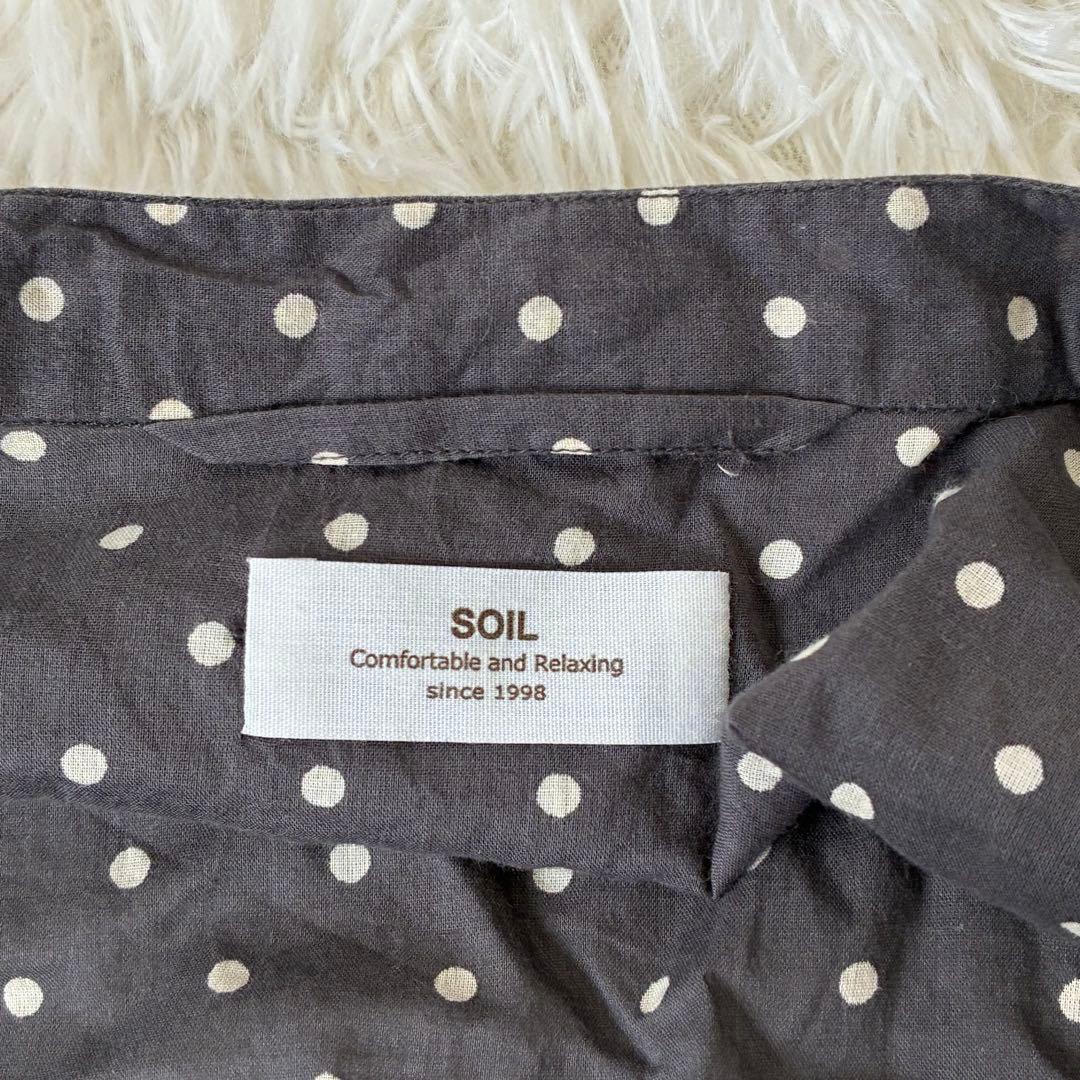 SOIL
Comfortable and Relaxing
since 1998